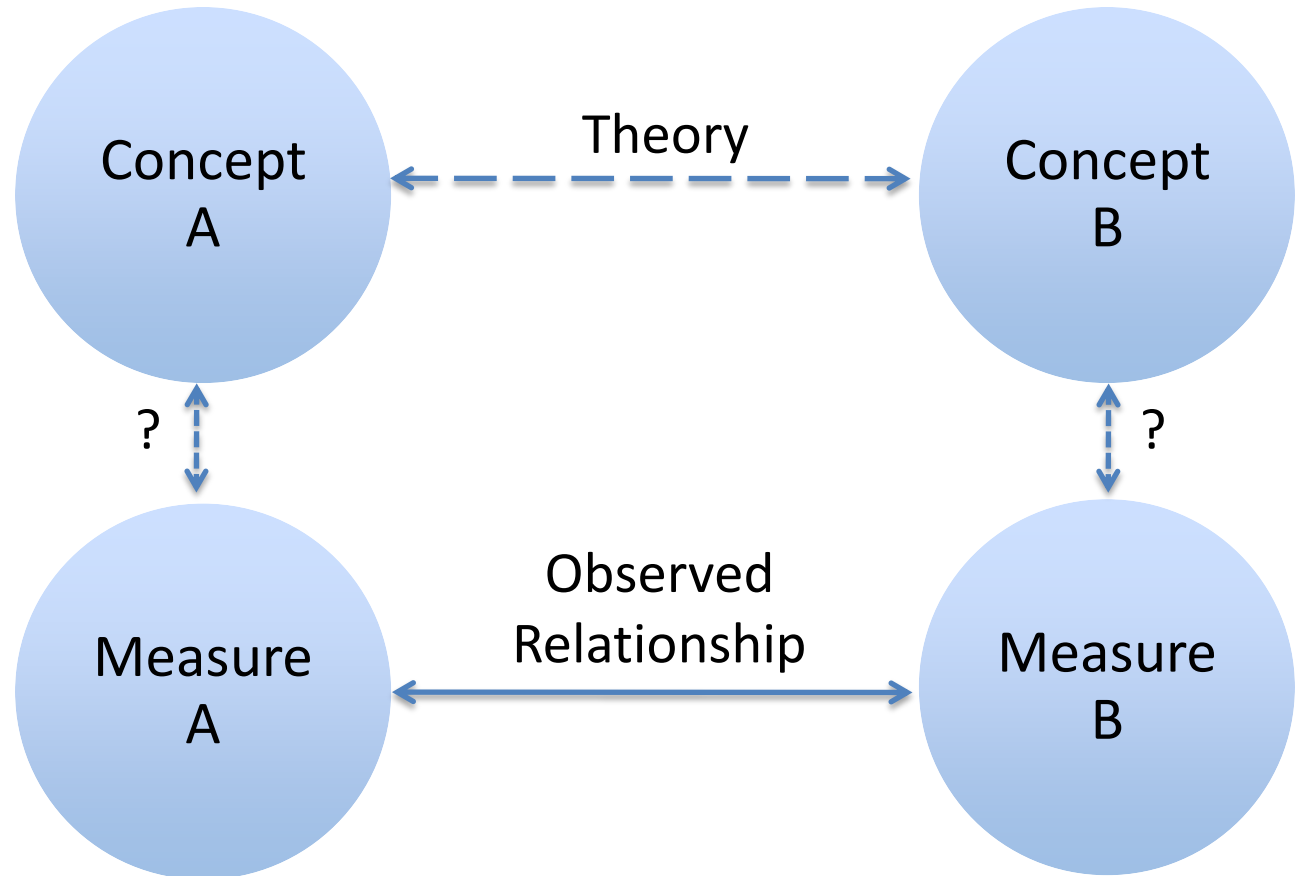 Concept
A
Theory
Concept
B
?
?
Measure
A
Observed
Relationship
Measure
B